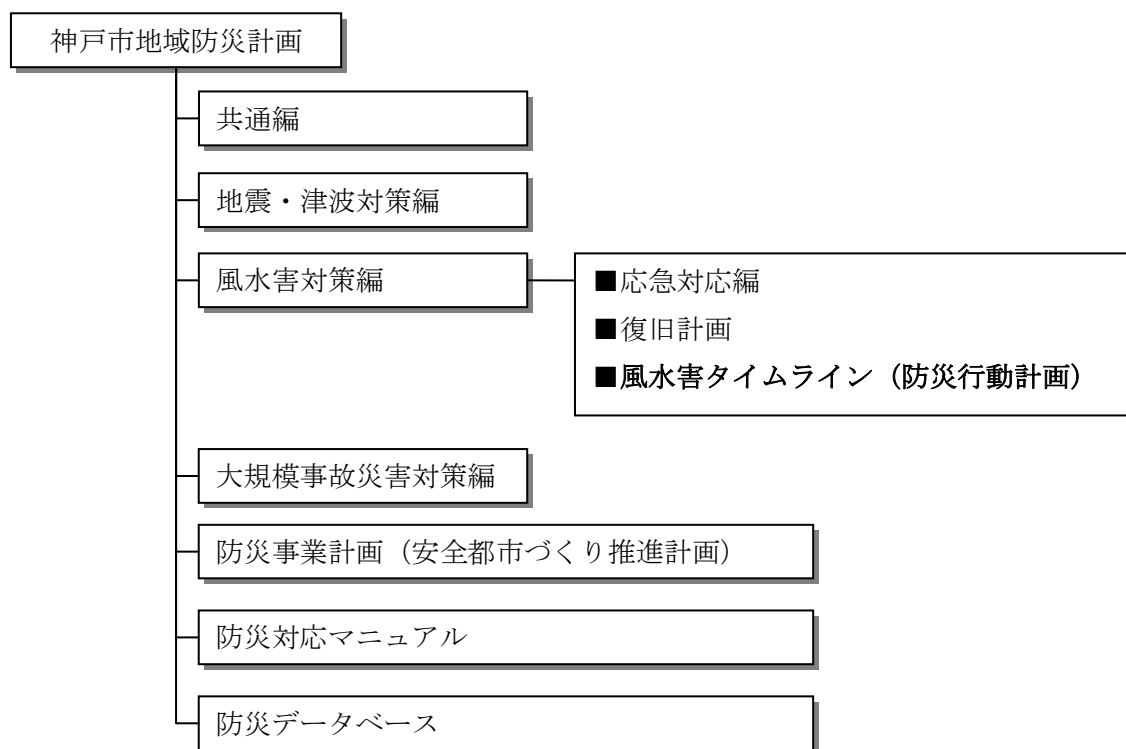 神戸市地域防災計画
共通編
地震・津波対策編
風水害対策編
■応急対応編
■復旧計画
■風水害タイムライン（防災行動計画）
大規模事故災害対策編
防災事業計画（安全都市づくり推進計画）
防災対応マニュアル
防災データベース